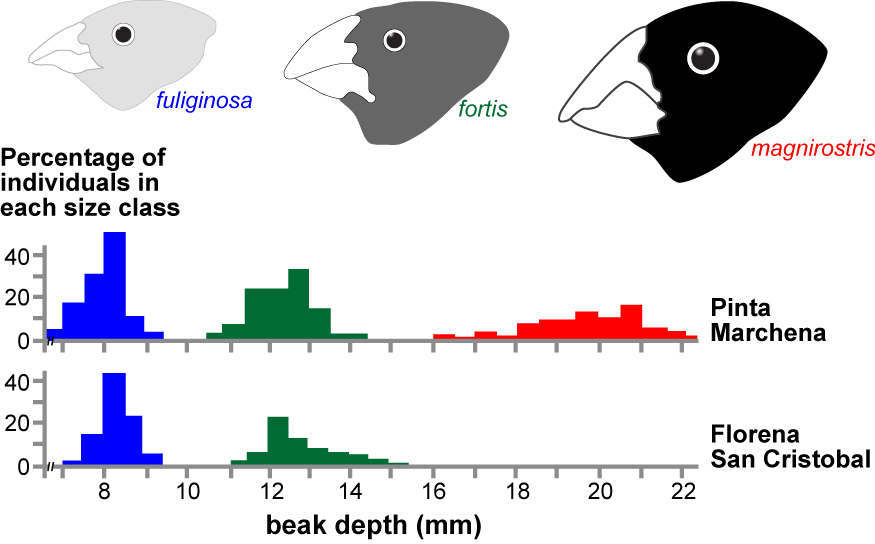 fuliginosa
fortis
magnirostris
Percentage of
individuals in
each size class
40
20
0
Pinta
Marchena
40
20
0
Florena
San Cristobal
8 10 12 14 16 18 20 22
beak depth (mm)